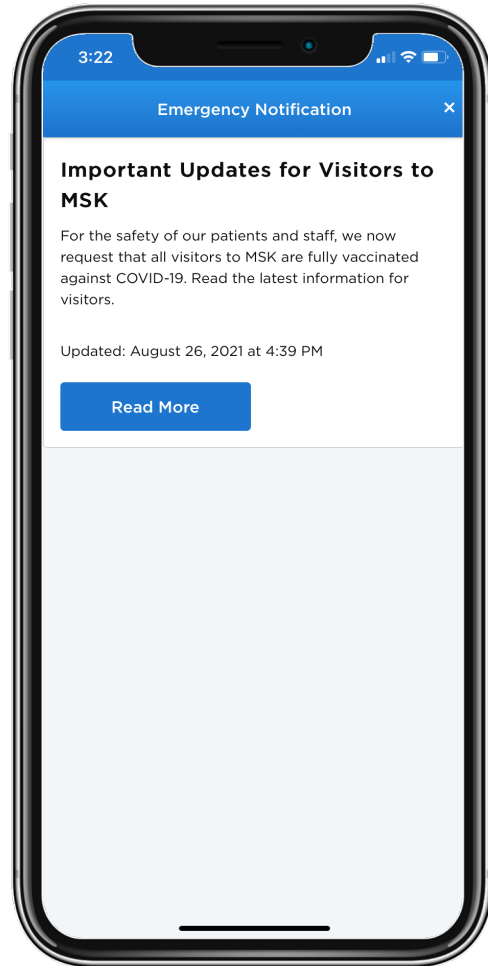 3:22
Emergency Notification ×
Important Updates for Visitors to
MSK
For the safety of our patients and staff, we now
request that all visitors to MSK are fully vaccinated
against COVID-19. Read the latest information for
visitors.
Updated: August 26, 2021 at 4:39 PM
Read More